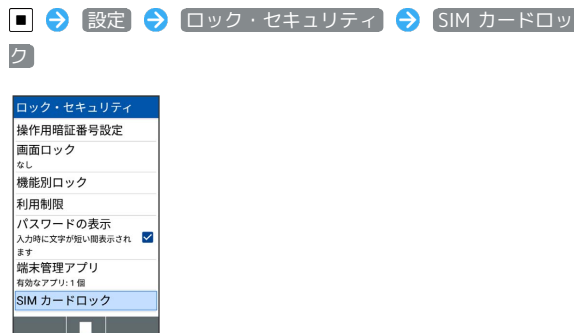 設定 ロック・セキュリティ SIM カードロッ
ク
ロック・セキュリティ
操作用暗証番号設定
画面ロック
なし
機能別ロック
利用制限
パスワードの表示
入力時に文字が短い間表示され
ます
端末管理アプリ
有効なアプリ:1個
SIM カードロック